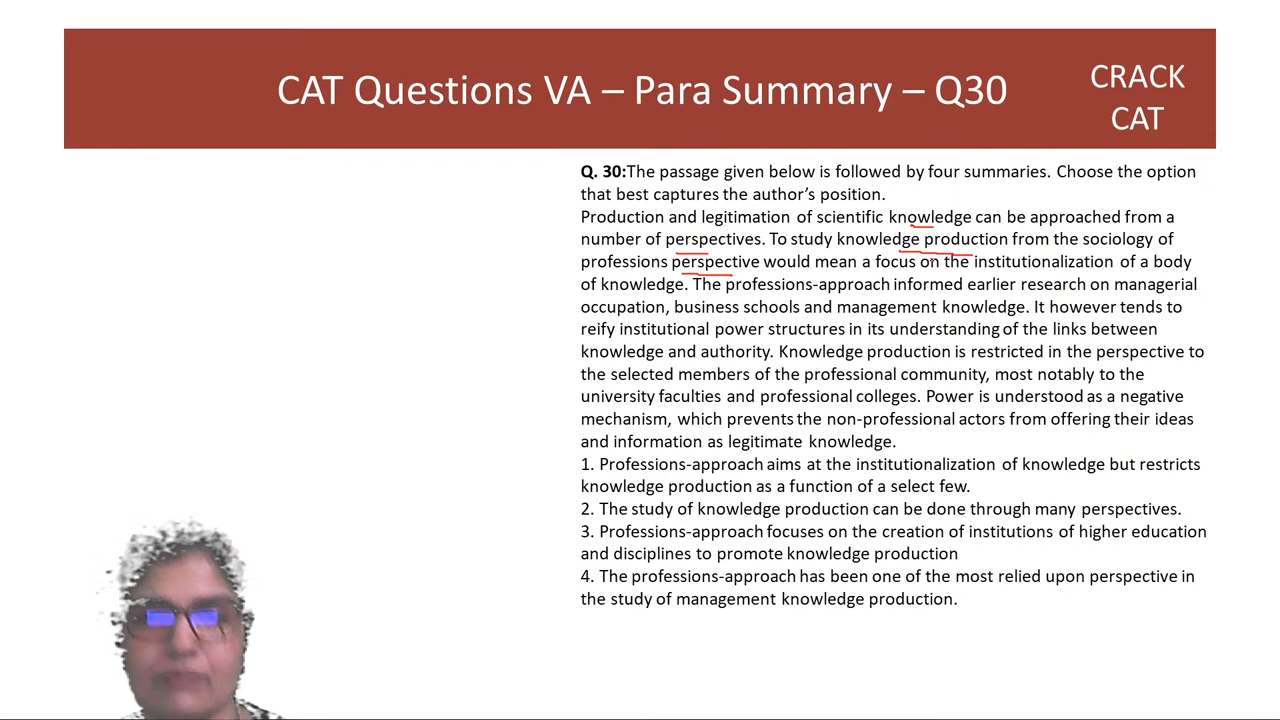 CAT Questions VA – Para Summary – Q30
CRACK
CAT
Q. 30:The passage given below is followed by four summaries. Choose the option
that best captures the author's position.
Production and legitimation of scientific knowledge can be approached from a
number of perspectives. To study knowledge production from the sociology of
professions perspective would mean a focus on the institutionalization of a body
of knowledge. The professions-approach informed earlier research on managerial
occupation, business schools and management knowledge. It however tends to
reify institutional power structures in its understanding of the links between
knowledge and authority. Knowledge production is restricted in the perspective to
the selected members of the professional community, most notably to the
university faculties and professional colleges. Power is understood as a negative
mechanism, which prevents the non-professional actors from offering their ideas
and information as legitimate knowledge.
1. Professions-approach aims at the institutionalization of knowledge but restricts
knowledge production as a function of a select few.
2. The study of knowledge production can be done through many perspectives.
3. Professions-approach focuses on the creation of institutions of higher education
and disciplines to promote knowledge production
4. The professions-approach has been one of the most relied upon perspective in
the study of management knowledge production.